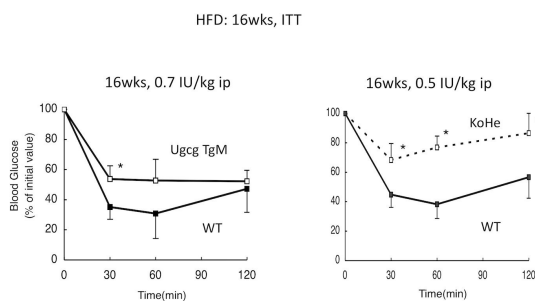 HFD: 16wks, ITT
16wks, 0.7 IU/kg ip
Blood Glucose
(% of initial value)
100
80
60
40
20
0
Ugcg TgM
*
WT
0 30 60 90 120
Time(min)
16wks, 0.5 IU/kg ip
100
80
60
40
20
0
KoHe
*
*
WT
0 30 60 90 120
Time(min)